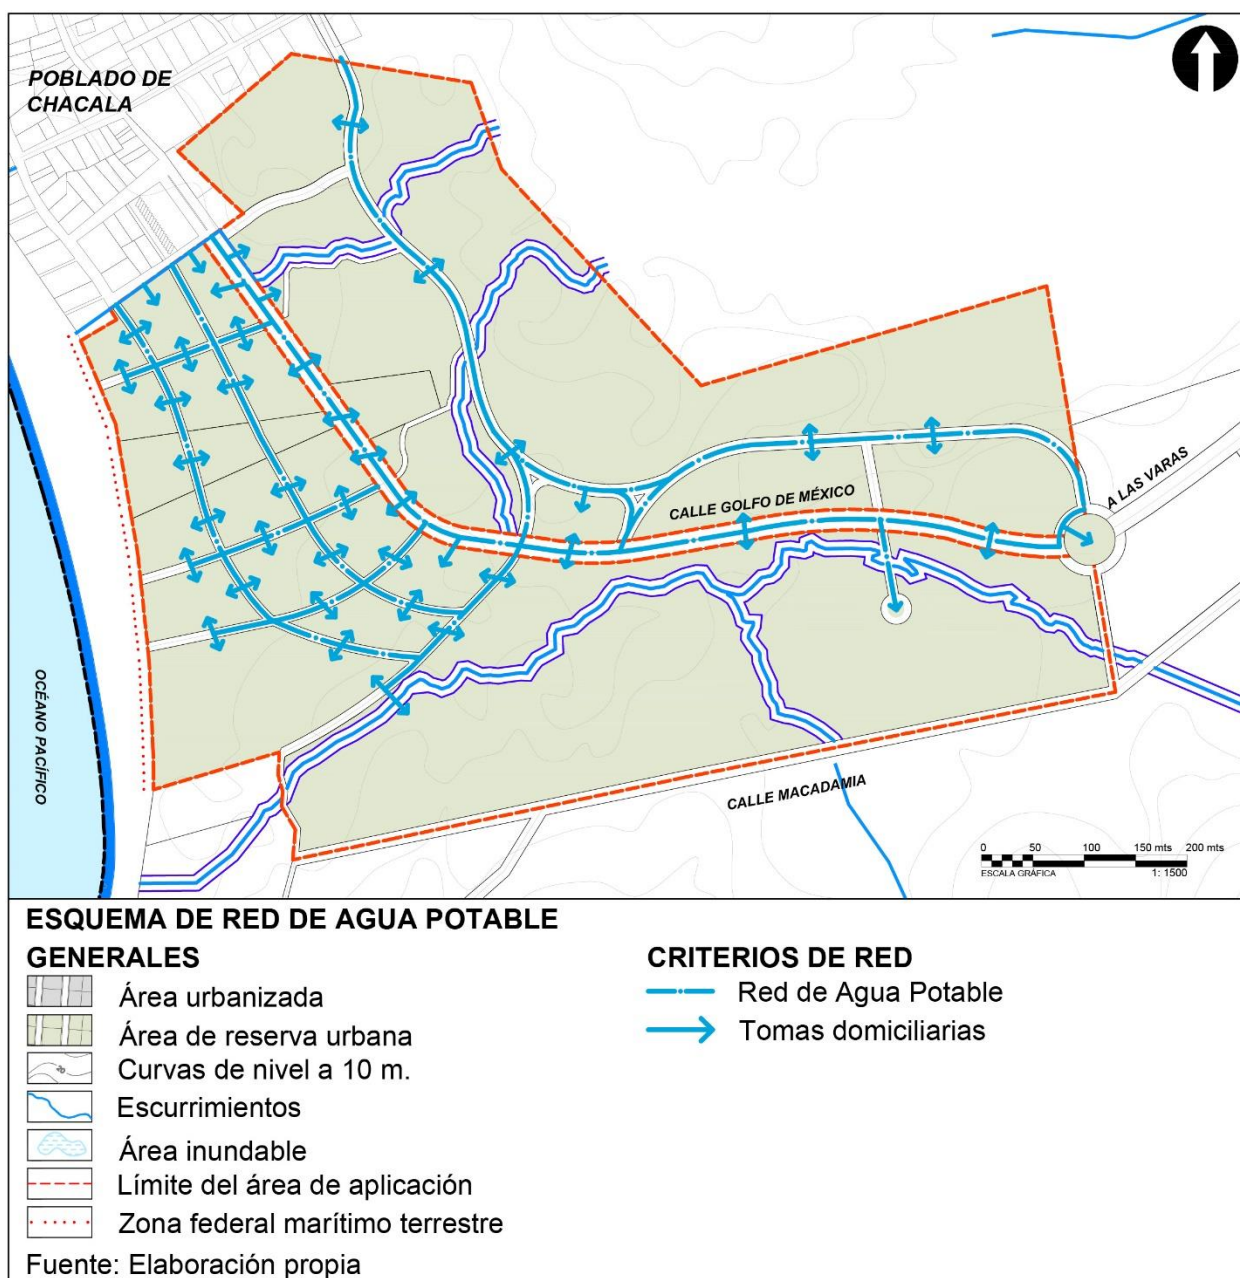 POBLADO DE
CHACALA
A LAS VARAS
CALLE GOLFO DE MÉXICO
OCÉANO PACÍFICO
CALLE MACADAMIA
0 50 100 150 mts 200 mts
ESCALA GRÁFICA 1: 1500
ESQUEMA DE RED DE AGUA POTABLE
GENERALES
Área urbanizada
Área de reserva urbana
20
Curvas de nivel a 10 m.
Escurrimientos
Área inundable
Límite del área de aplicación
Zona federal marítimo terrestre
Fuente: Elaboración propia
CRITERIOS DE RED
Red de Agua Potable
Tomas domiciliarias